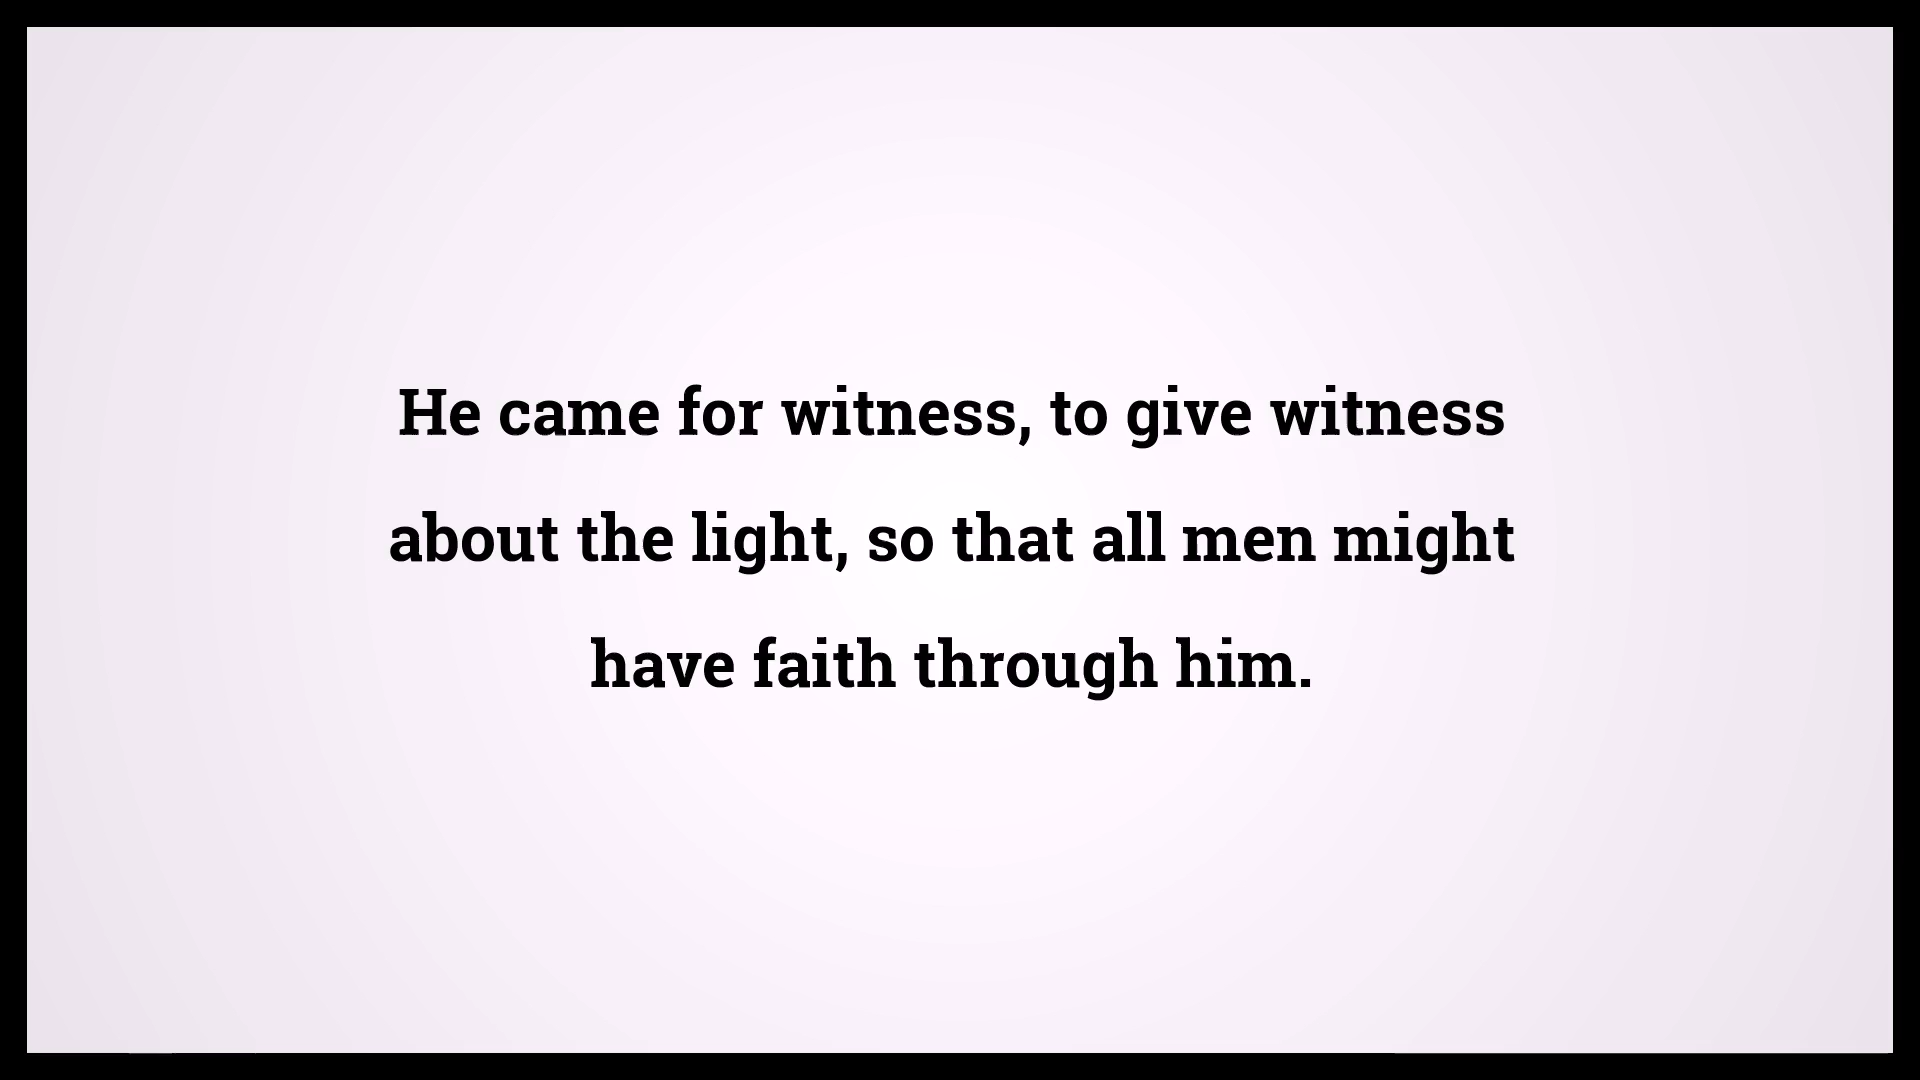 He came for witness, to give witness
about the light, so that all men might
have faith through him.